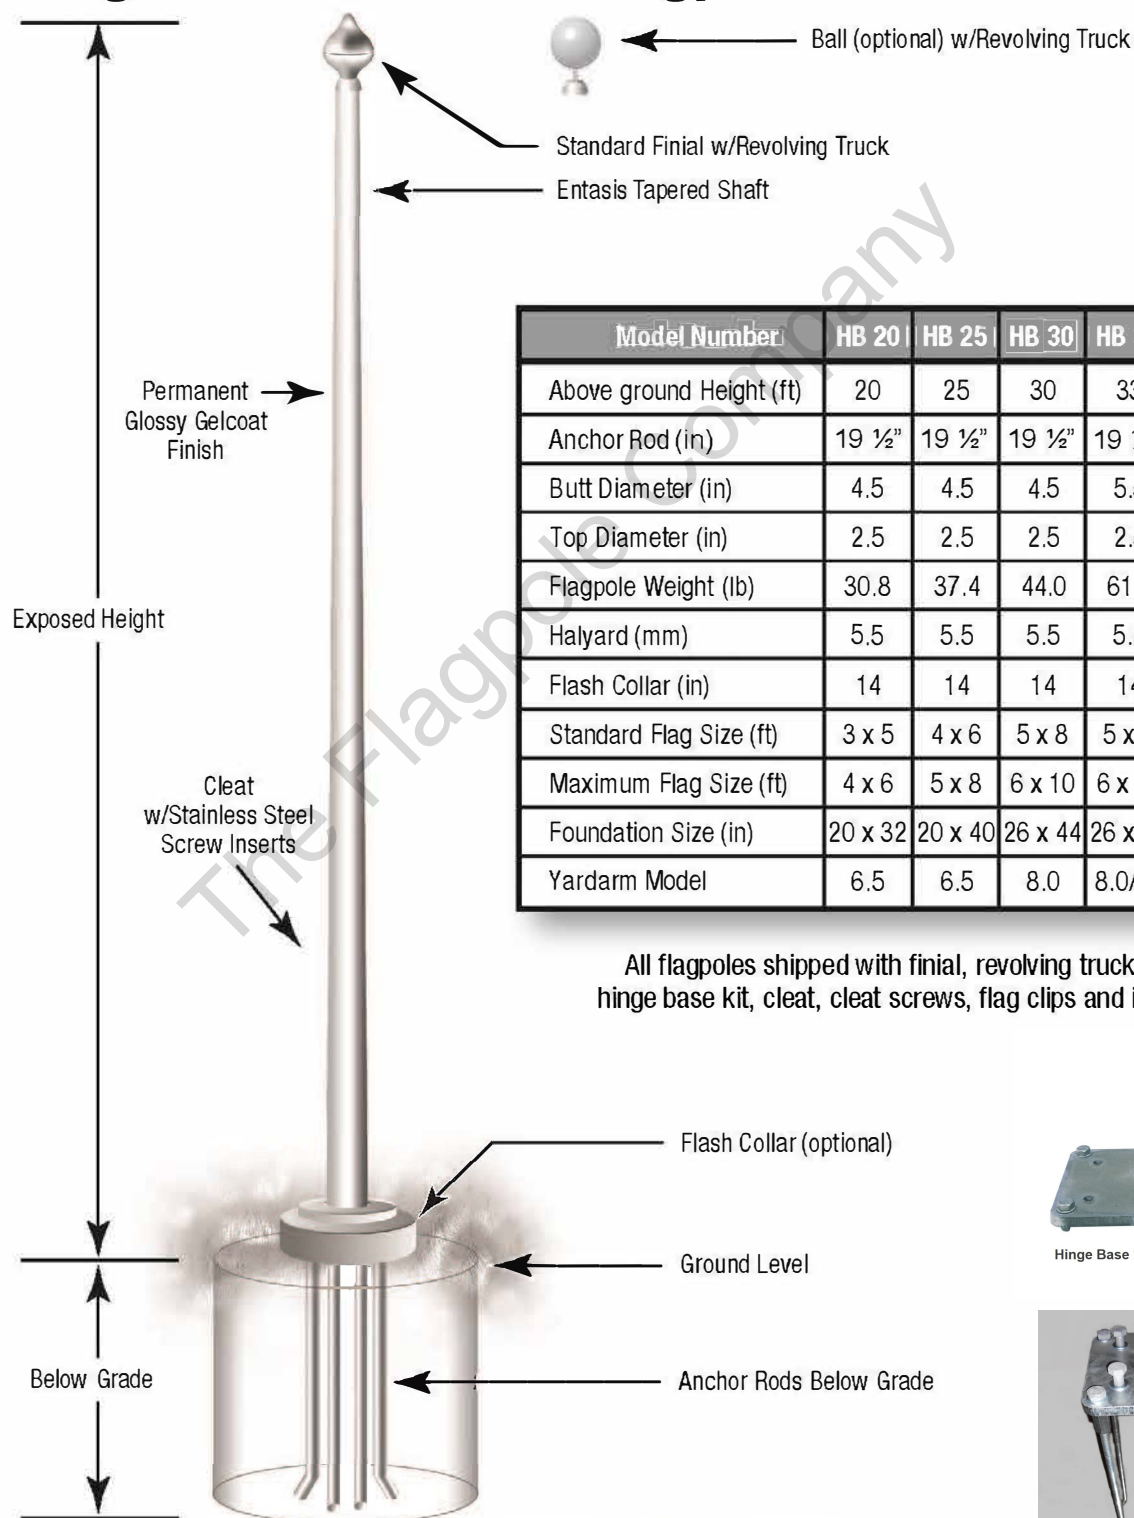 Ball (optional) w/Revolving Truck
Standard Finial w/Revolving Truck
Entasis Tapered Shaft
Permanent
Glossy Gelcoat
Finish
Exposed Height
Cleat
w/Stainless Steel
Screw Inserts
Model Number HB 20 HB 25 HB 30 HB
Above ground Height (ft) 20 25 30
Anchor Rod (in) 19 ½" 19 ½" 19 ½" 19
Butt Diameter (in) 4.5 4.5 4.5
Top Diameter (in) 2.5 2.5 2.5
Flagpole Weight (lb) 30.8 37.4 44.0
Halyard (mm) 5.5 5.5 5.5
Flash Collar (in) 14 14 14
Standard Flag Size (ft) 3 x 5 4 x 6 5 x 8 5 x
Maximum Flag Size (ft) 4 x 6 5 x 8 6 x 10 6 x
Foundation Size (in) 20 x 32 20 x 40 26 x 44 26 x
Yardarm Model 6.5 6.5 8.0 8.0/
All flagpoles shipped with finial, revolving truck
hinge base kit, cleat, cleat screws, flag clips and
Flash Collar (optional)
Ground Level
Hinge Base
Below Grade
Anchor Rods Below Grade
The Flagpole Company